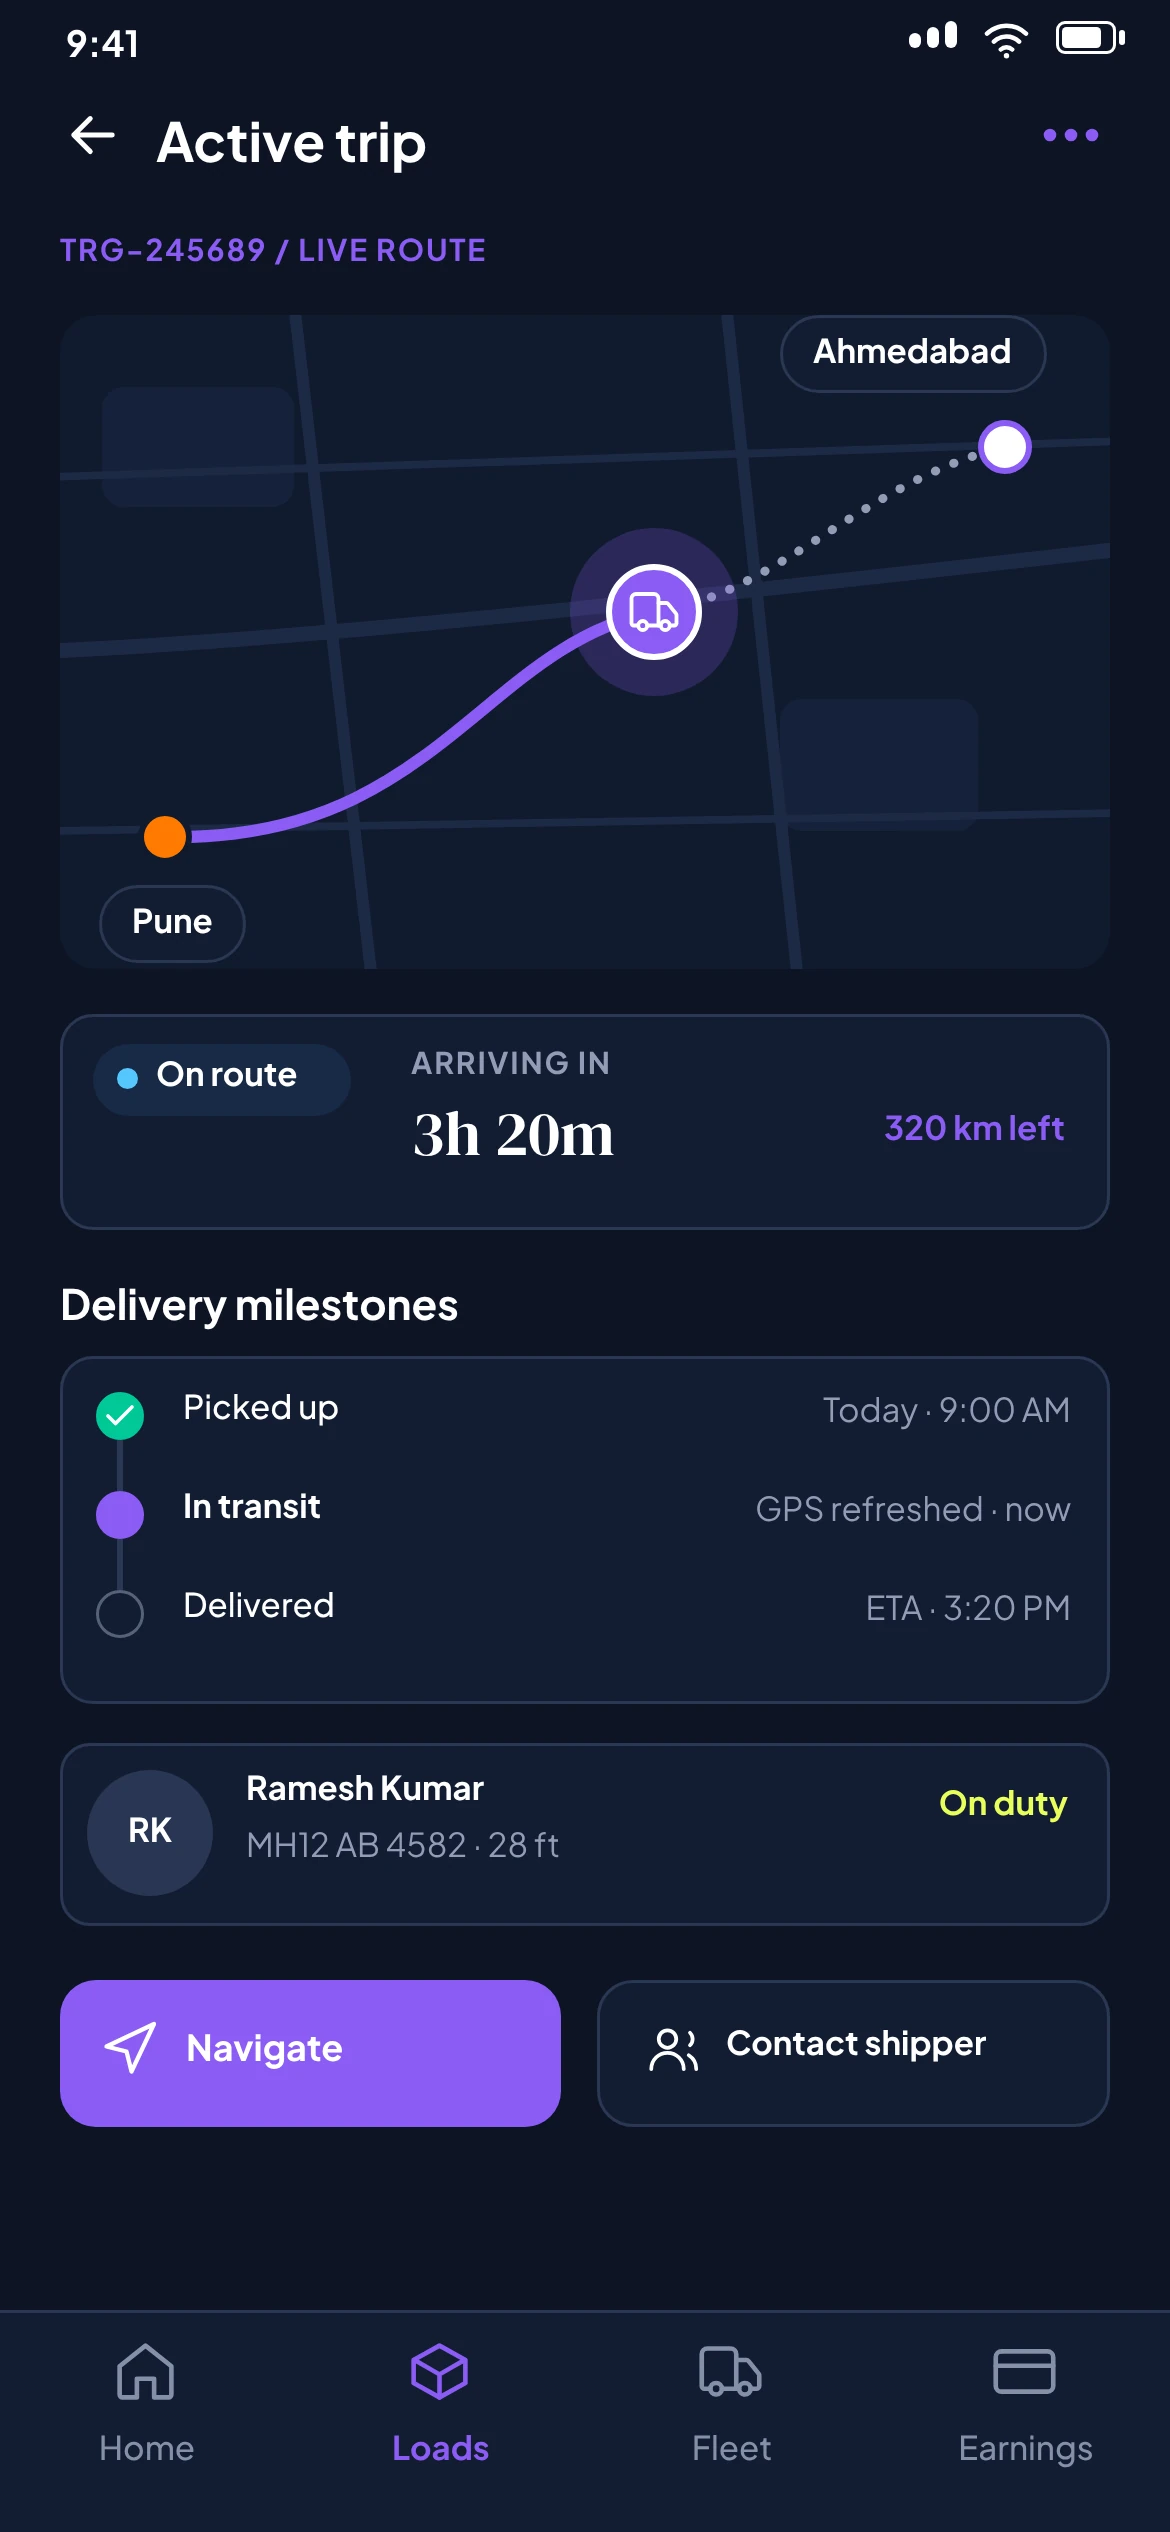 9:41
Active trip
TRG-245689 / LIVE ROUTE
Ahmedabad
Pune
On route
ARRIVING IN
3h 20m
320 km left
Delivery milestones
Picked up
Today · 9:00 AM
In transit
GPS refreshed · now
Delivered
ETA · 3:20 PM
RK
Ramesh Kumar
MH12 AB 4582 · 28 ft
On duty
Navigate
Contact shipper
Home
Loads
Fleet
Earnings